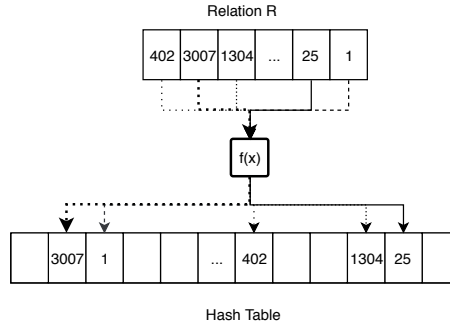 Relation R
402 3007 1304 ... 25 1
f(x)
3007 1 ... 402 1304 25
Hash Table